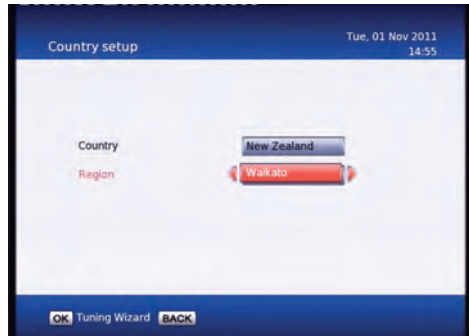 Country setup
Tue, 01 Nov 2011
14:55
Country New Zealand
Region Waikato
OK Tuning Wizard BACK